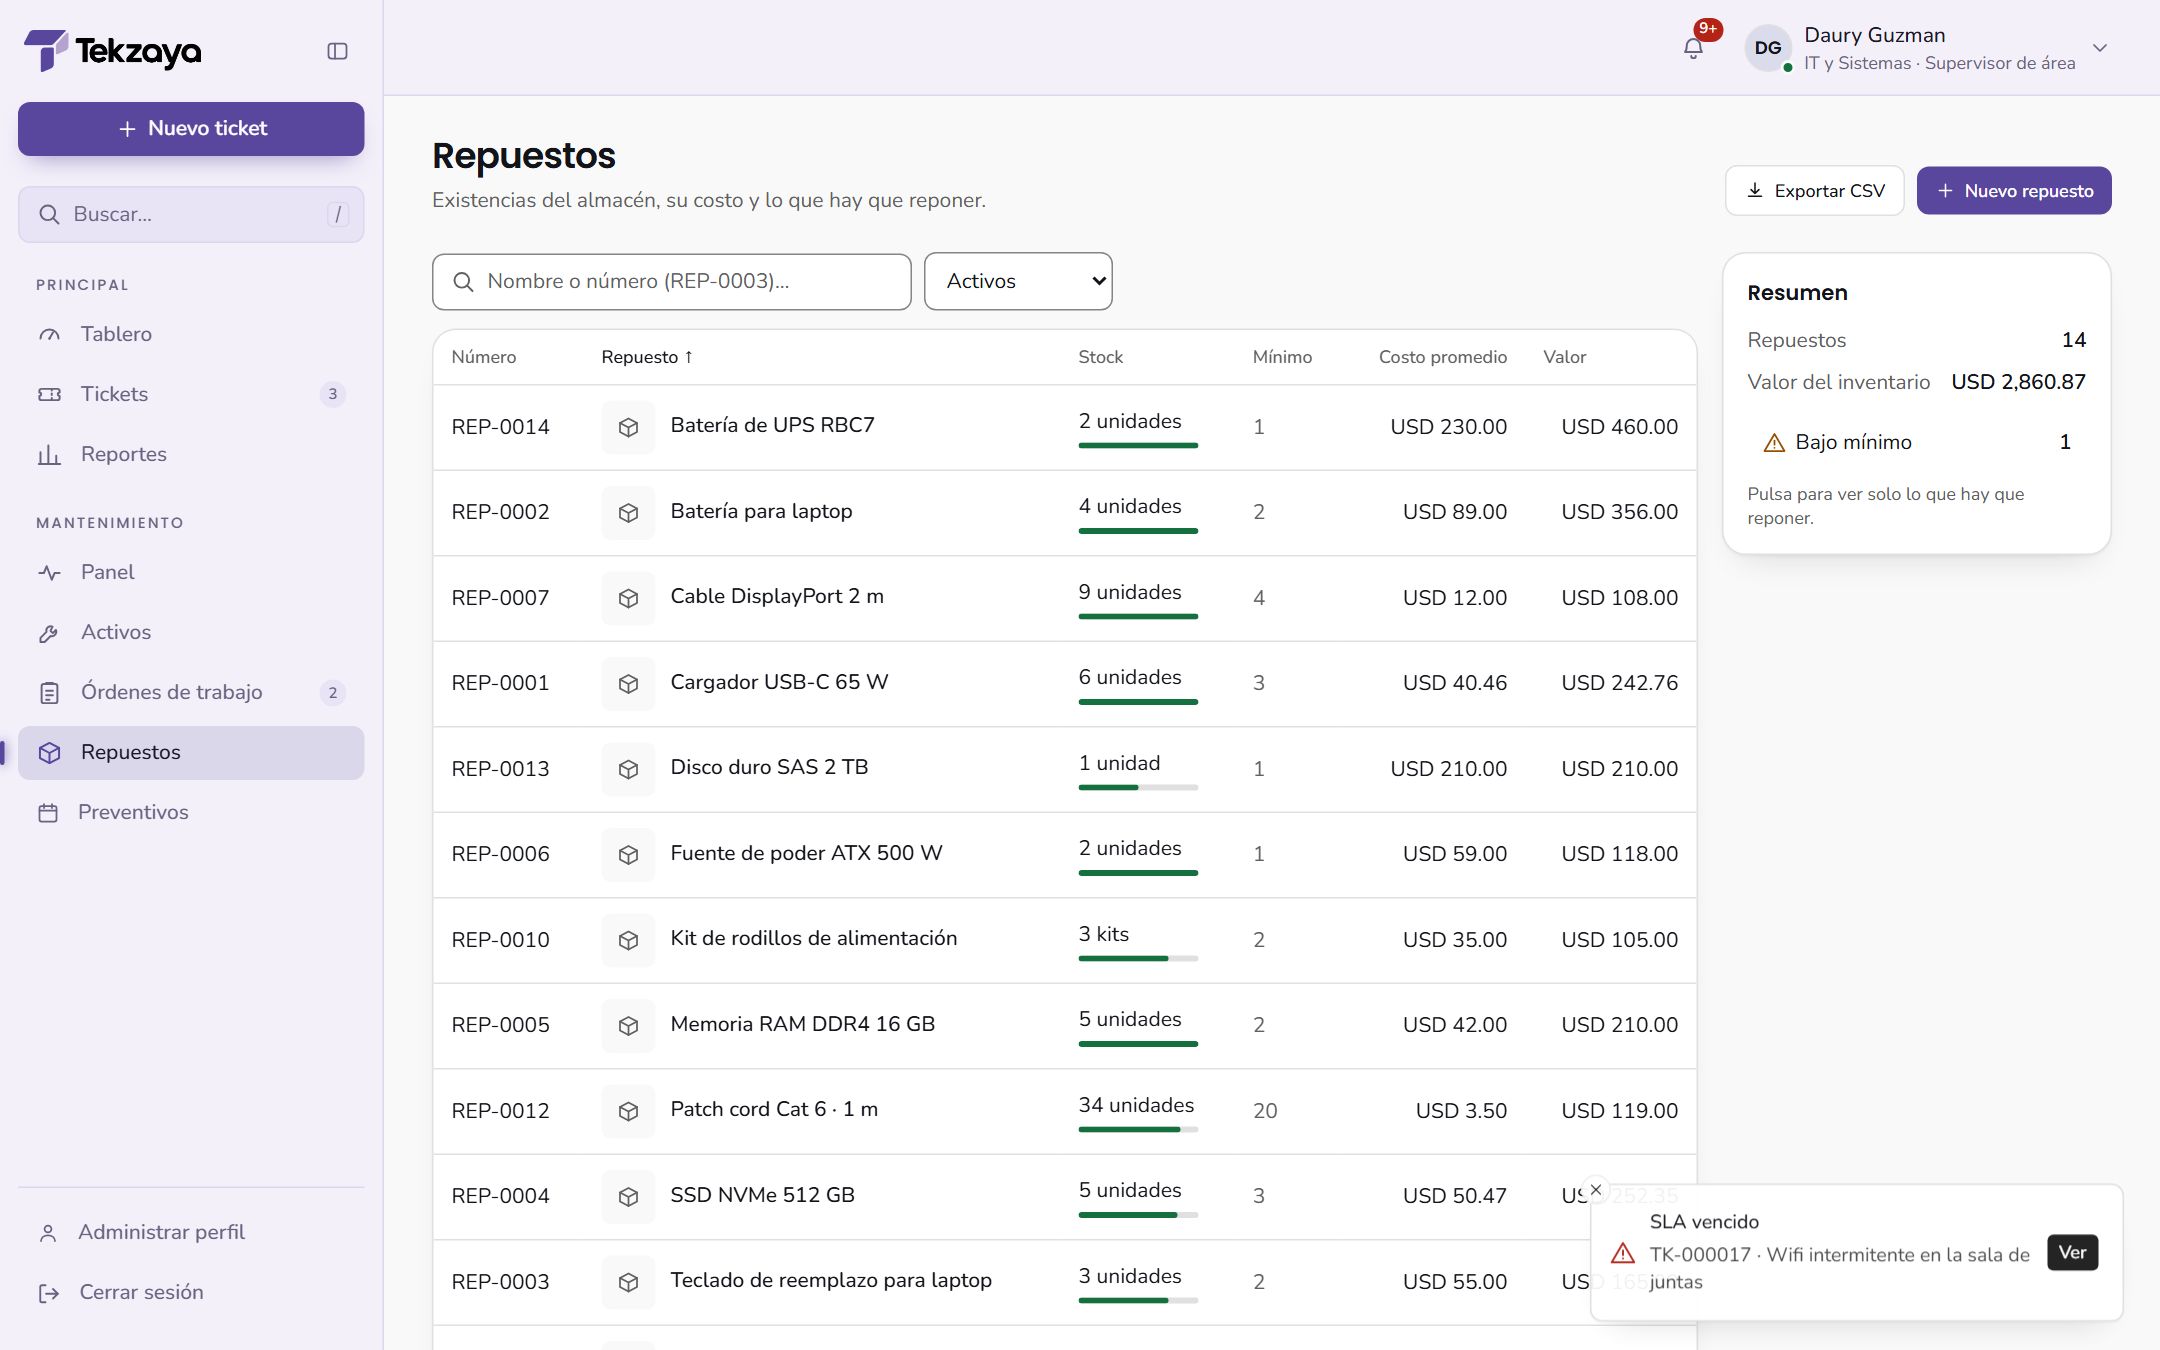 Tekzaya
9+
DG
Daury Guzman
IT y Sistemas · Supervisor de área
+ Nuevo ticket
Buscar...
/
PRINCIPAL
Tablero
Tickets 3
Reportes
MANTENIMIENTO
Panel
Activos
Órdenes de trabajo 2
Repuestos
Preventivos
Administrar perfil
Cerrar sesión
Repuestos
Existencias del almacén, su costo y lo que hay que reponer.
Exportar CSV
+ Nuevo repuesto
Nombre o número (REP-0003)...
Activos
Número Repuesto ↑ Stock Mínimo Costo promedio Valor
REP-0014 Batería de UPS RBC7 2 unidades 1 USD 230.00 USD 460.00
REP-0002 Batería para laptop 4 unidades 2 USD 89.00 USD 356.00
REP-0007 Cable DisplayPort 2 m 9 unidades 4 USD 12.00 USD 108.00
REP-0001 Cargador USB-C 65 W 6 unidades 3 USD 40.46 USD 242.76
REP-0013 Disco duro SAS 2 TB 1 unidad 1 USD 210.00 USD 210.00
REP-0006 Fuente de poder ATX 500 W 2 unidades 1 USD 59.00 USD 118.00
REP-0010 Kit de rodillos de alimentación 3 kits 2 USD 35.00 USD 105.00
REP-0005 Memoria RAM DDR4 16 GB 5 unidades 2 USD 42.00 USD 210.00
REP-0012 Patch cord Cat 6 · 1 m 34 unidades 20 USD 3.50 USD 119.00
REP-0004 SSD NVMe 512 GB 5 unidades 3 USD 50.47 USD 252.35
REP-0003 Teclado de reemplazo para laptop 3 unidades 2 USD 55.00 USD
Resumen
Repuestos 14
Valor del inventario USD 2,860.87
Bajo mínimo 1
Pulsa para ver solo lo que hay que
reponer.
SLA vencido
TK-000017 · Wifi intermitente en la sala de
juntas
Ver